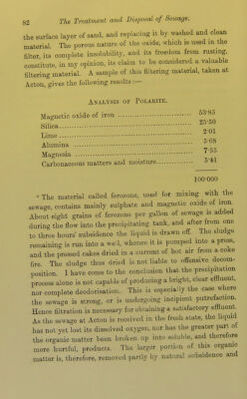 82 The Treatment and Disposal of Sewage.
the surface layer of sand, and replacing it by washed and clean
material. The porous nature of the oxide, which is used in the
filter, its complete insolubility, and its freedom from rusting,
constitute, in my opinion, its claim to be considered a valuable
filtering material. A sample of this filtering material, taken at
Acton, gives the following results:—
ANALYSIS OF POLARITE.
Magnetic oxide of iron ........ 53·85
Silica ........ 25·50
Lime ........ 2·01
Alumina ........ 5·68
Magnesia ........ 7·55
Carbonaceous matters and moisture ........ 5·41
100·000
"The material called ferozone, used for mixing with the
sewage, contains mainly sulphate and magnetic oxide of iron.
About eight grains of ferozone per gallon of sewage is added
during the flow into the precipitating tank, and after from one
to three hours' subsidence the liquid is drawn off. The sludge
remaining is run into a well, whence it is pumped into a press,
and the pressed cakes dried in a current of hot air from a coke
fire. The sludge thus dried is not liable to offensive decom-
position. I have come to the conclusion that the precipitation
process alone is not capable of producing a bright, clear effluent,
nor complete deodorisation. This is especially the case where
the sewage is strong, or is undergoing incipient putrefaction.
Hence filtration is necessary for obtaining a satisfactory effluent.
As the sewage at Acton is received in the fresh state, the liquid
has not yet lost its dissolved oxygen, nor has the greater part of
the organic matter been broken up into soluble, and therefore
more hurtful, products. The larger portion of this organic
matter is, therefore, removed partly by natural subsidence and